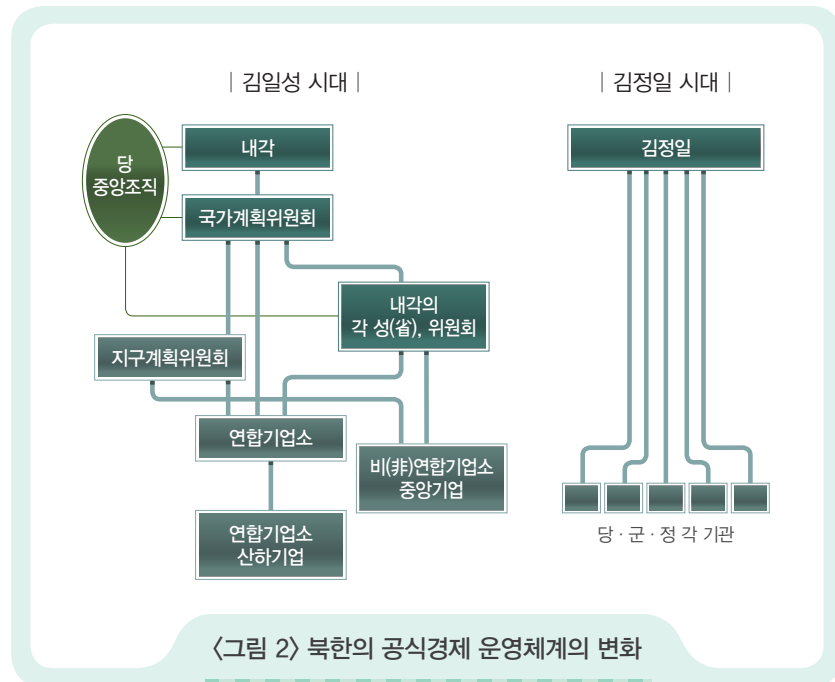 | 김일성 시대 |
당
중앙조직
내각
국가계획위원회
내각의
각 성(省), 위원회
지구계획위원회
연합기업소
비(非)연합기업소
중앙기업
연합기업소
산하기업
| 김정일 시대 |
김정일
당 · 군 · 정 각 기관
〈그림 2〉 북한의 공식경제 운영체계의 변화